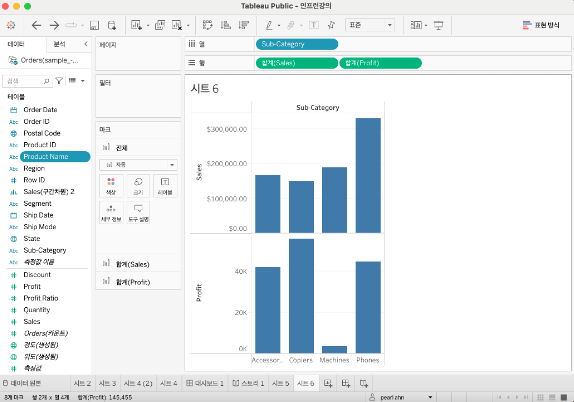 Tableau Public - 인프런강의
표준
표현 방식
데이터
분석
페이지
열
Sub-Category
Orders(sample_-...
행
합계(Sales)
합계(Profit)
검색
필터
시트 6
테이블
Order Date
Abc Order ID
Postal Code
Abc Product ID
Abc Product Name
Abc Region
Row ID
Sales(구간차원) 2
Abc Segment
Ship Date
Abc Ship Mode
State
Abc Sub-Category
Abc 측정값 이름
Discount
Profit
Profit Ratio
Quantity
Sales
Orders(카운트)
경도(생성됨)
위도(생성됨)
측정값
마크
전체
자동
색상
크기
레이블
세부 정보
도구 설명
합계(Sales)
합계(Profit)
Sub-Category
$300,000.00
$200,000.00
$100,000.00
$0.00
Sales
40K
20K
0K
Profit
Accessor..
Copiers
Machines
Phones
데이터 원본
시트 2
시트 3
시트 4 (2)
시트 4
대시보드 1
스토리 1
시트 5
시트 6
8개 마크
행 2개 x 열 4개
합계(Profit): 145,455
pearl ahn